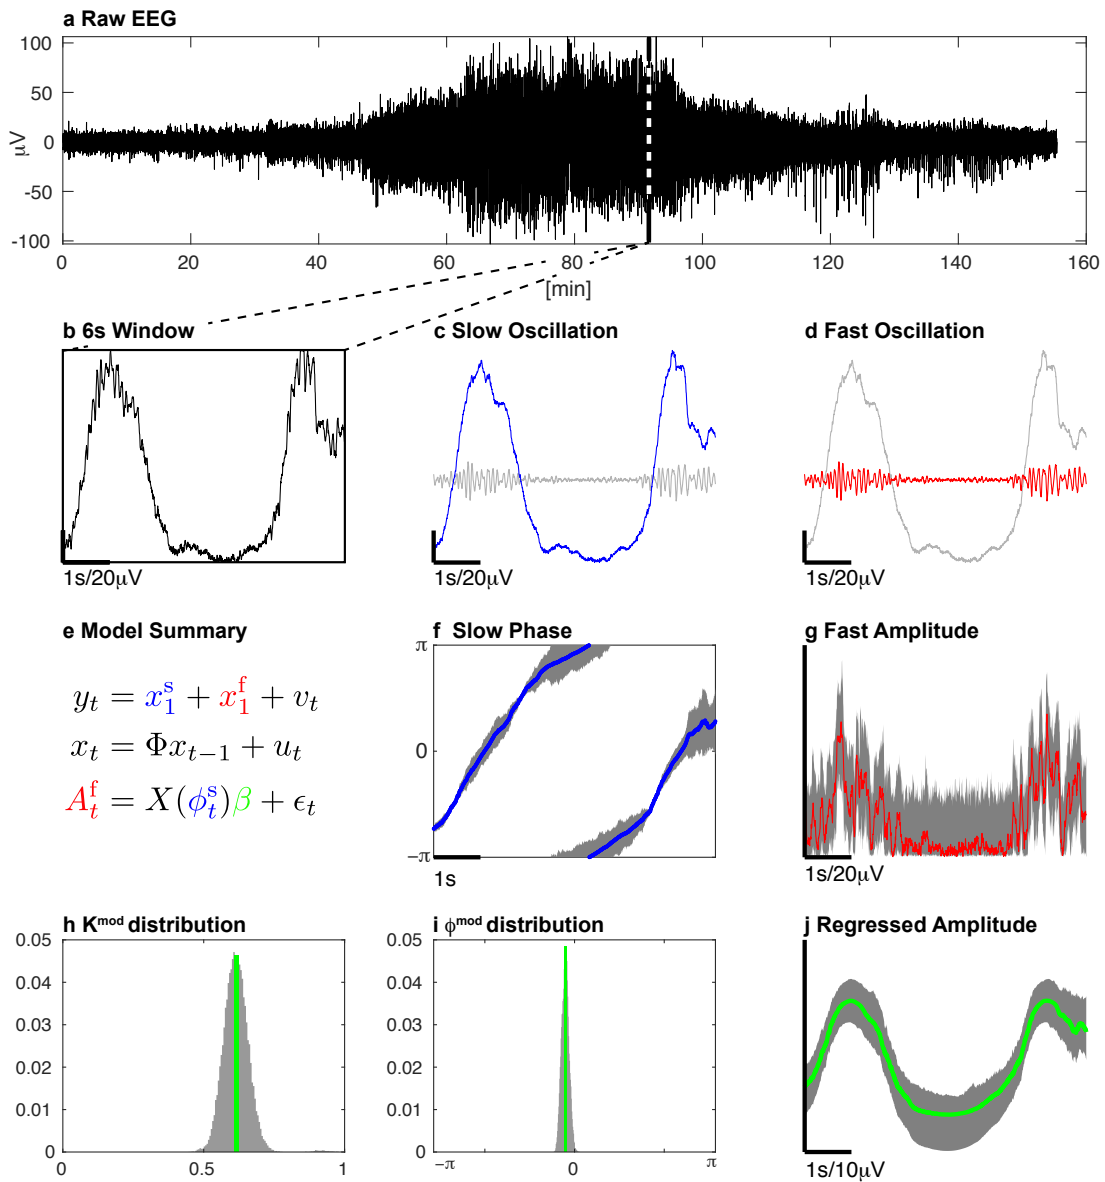 a Raw EEG
100
50
0
-50
-100
μV
0 20 40 60 80 100 120 140 160
[min]
b 6s Window
c Slow Oscillation
d Fast Oscillation
1s/20μV
1s/20μV
1s/20μV
e Model Summary
f Slow Phase
g Fast Amplitude
y_t = x_1^s + x_1^f + v_t
x_t = Φx_{t−1} + u_t
A_t^f = X(ϕ_t^s)β + ϵ_t
π
0
−π
1s
1s/20μV
h K^mod distribution
i ϕ^mod distribution
j Regressed Amplitude
0.05
0.04
0.03
0.02
0.01
0
0 0.5 1
0.05
0.04
0.03
0.02
0.01
0
−π 0 π
1s/10μV